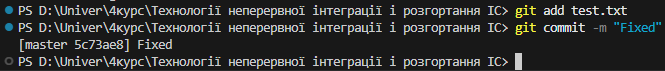 PS D:\Univer\4курс\Технології неперервної інтеграції і розгортання ІС> git add test.txt
PS D:\Univer\4курс\Технології неперервної інтеграції і розгортання ІС> git commit -m "Fixed"
[master 5c73ae8] Fixed
PS D:\Univer\4курс\Технології неперервної інтеграції і розгортання ІС>